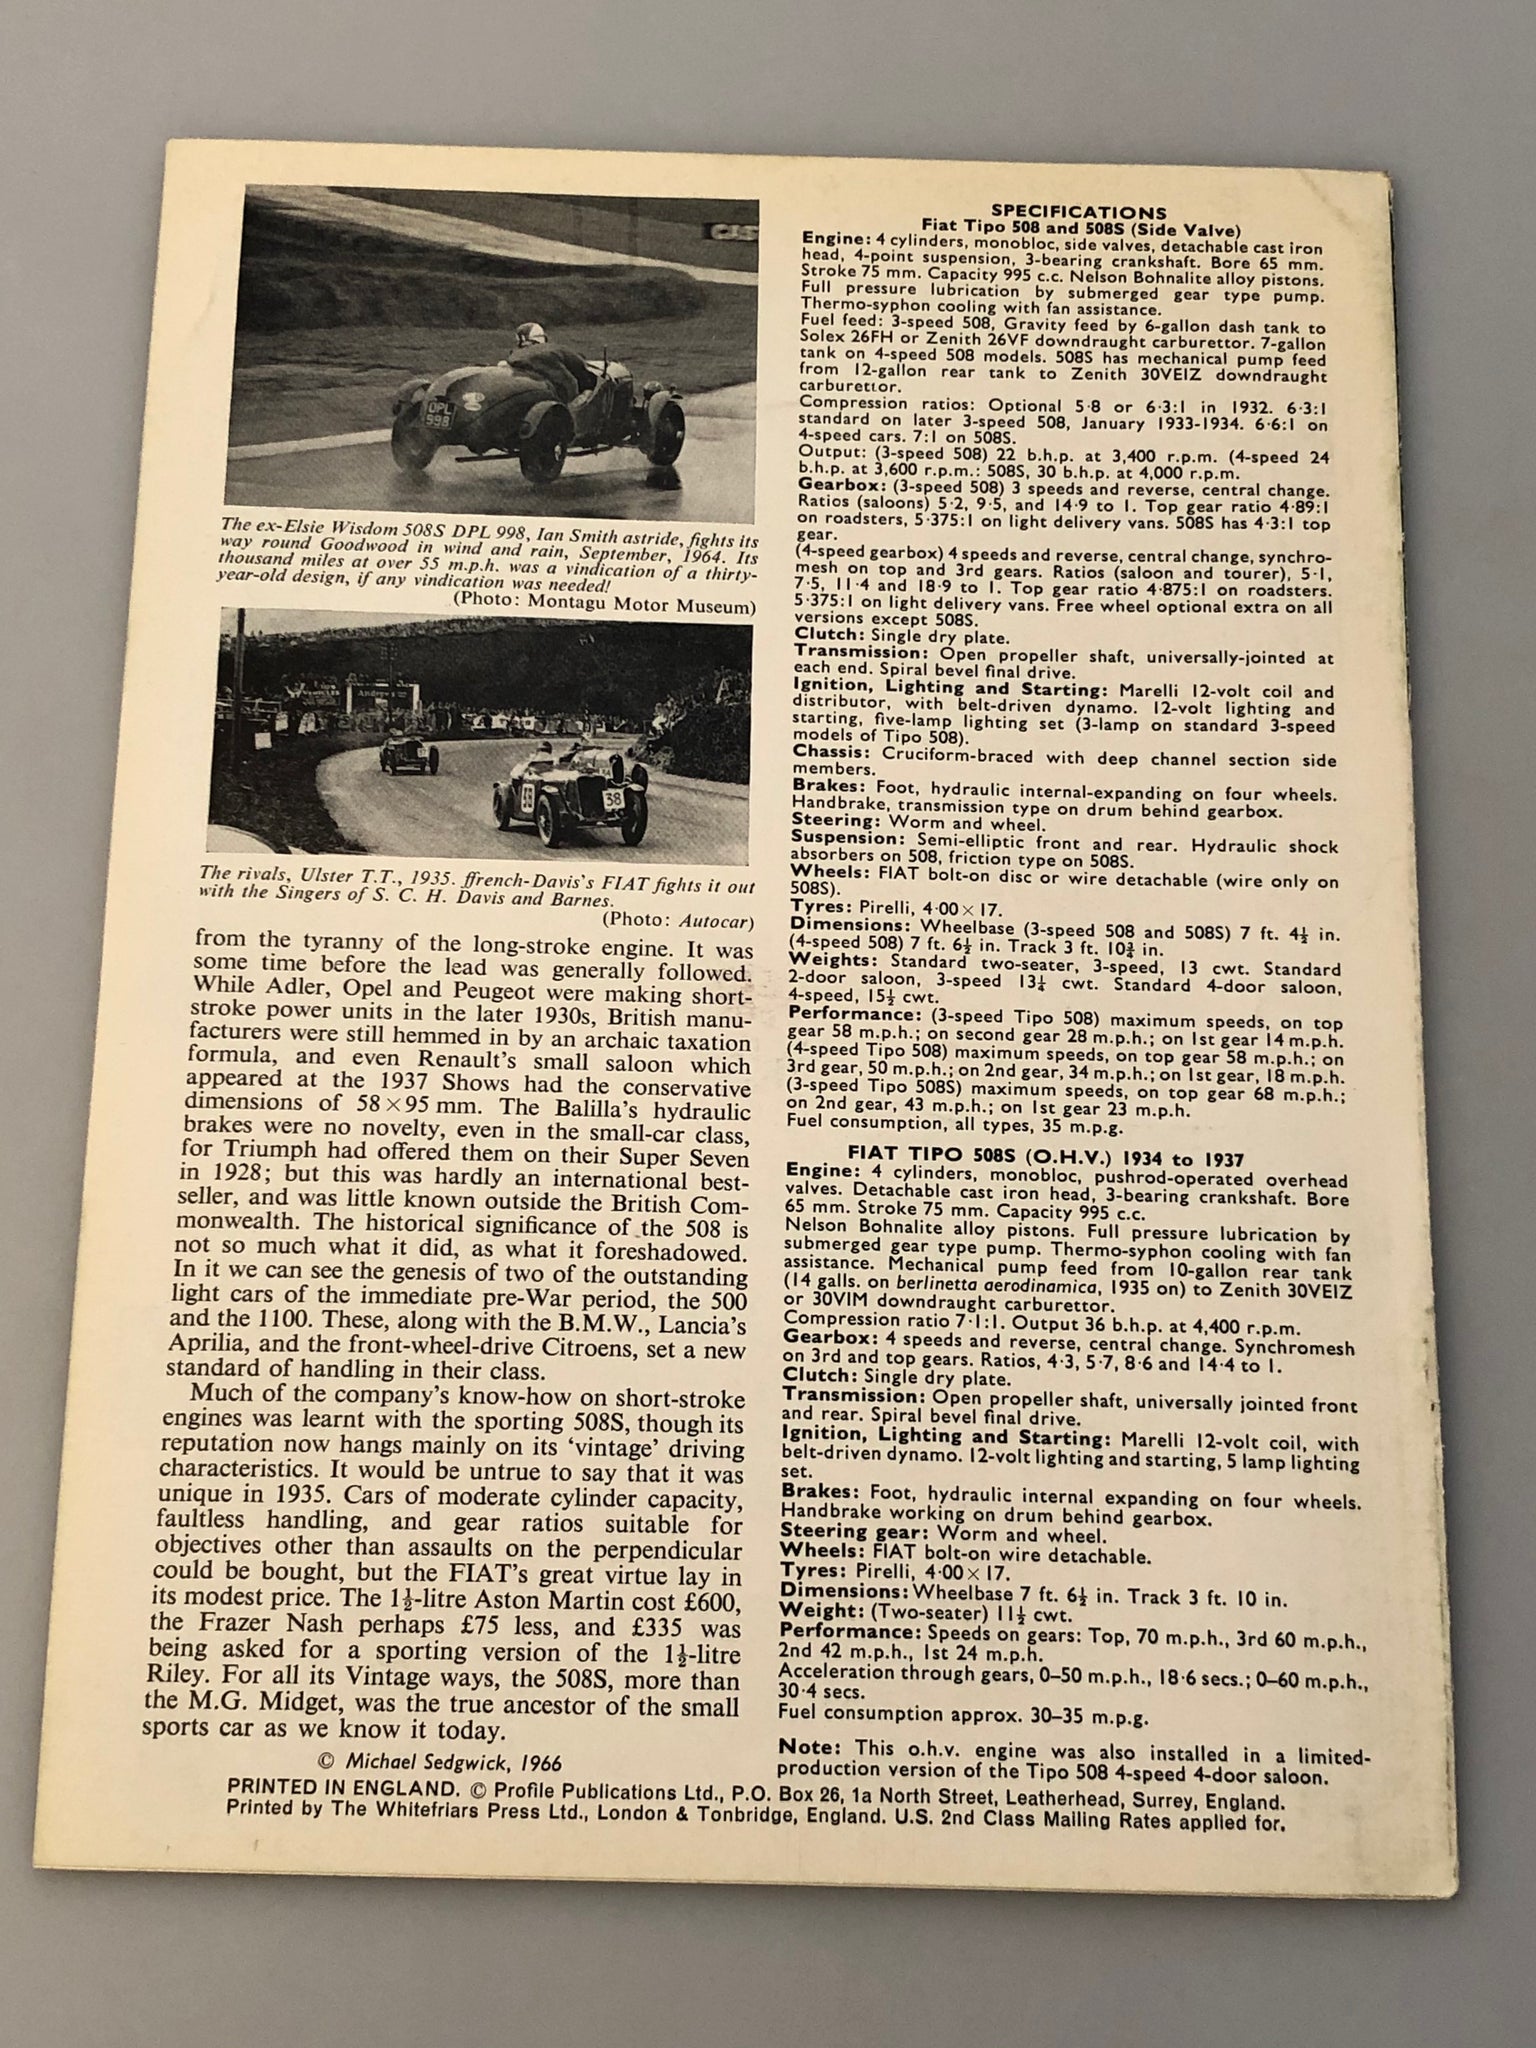 CAS
DPL
998
The ex-Elsie Wisdom 508S DPL 998, Ian Smith astride, fights its
way round Goodwood in wind and rain, September, 1964. Its
thousand miles at over 55 m.p.h. was a vindication of a thirty-
year-old design, if any vindication was needed!
(Photo: Montagu Motor Museum)
Andrews
38
The rivals, Ulster T.T., 1935. ffrench-Davis's FIAT fights it out
with the Singers of S. C. H. Davis and Barnes.
(Photo: Autocar)
from the tyranny of the long-stroke engine. It was
some time before the lead was generally followed.
While Adler, Opel and Peugeot were making short-
stroke power units in the later 1930s, British manu-
facturers were still hemmed in by an archaic taxation
formula, and even Renault's small saloon which
appeared at the 1937 Shows had the conservative
dimensions of 58×95 mm. The Balilla's hydraulic
brakes were no novelty, even in the small-car class,
for Triumph had offered them on their Super Seven
in 1928; but this was hardly an international best-
seller, and was little known outside the British Com-
monwealth. The historical significance of the 508 is
not so much what it did, as what it foreshadowed.
In it we can see the genesis of two of the outstanding
light cars of the immediate pre-War period, the 500
and the 1100. These, along with the B.M.W., Lancia's
Aprilia, and the front-wheel-drive Citroens, set a new
standard of handling in their class.
Much of the company's know-how on short-stroke
engines was learnt with the sporting 508S, though its
reputation now hangs mainly on its 'vintage' driving
characteristics. It would be untrue to say that it was
unique in 1935. Cars of moderate cylinder capacity,
faultless handling, and gear ratios suitable for
objectives other than assaults on the perpendicular
could be bought, but the FIAT's great virtue lay in
its modest price. The 1½-litre Aston Martin cost £600,
the Frazer Nash perhaps £75 less, and £335 was
being asked for a sporting version of the 1½-litre
Riley. For all its Vintage ways, the 508S, more than
the M.G. Midget, was the true ancestor of the small
sports car as we know it today.
© Michael Sedgwick, 1966
SPECIFICATIONS
Fiat Tipo 508 and 508S (Side Valve)
Engine: 4 cylinders, monobloc, side valves, detachable cast iron
head, 4-point suspension, 3-bearing crankshaft. Bore 65 mm.
Stroke 75 mm. Capacity 995 c.c. Nelson Bohnalite alloy pistons.
Full pressure lubrication by submerged gear type pump.
Thermo-syphon cooling with fan assistance.
Fuel feed: 3-speed 508, Gravity feed by 6-gallon dash tank to
Solex 26FH or Zenith 26VF downdraught carburettor. 7-gallon
tank on 4-speed 508 models. 508S has mechanical pump feed
from 12-gallon rear tank to Zenith 30VEIZ downdraught
carburettor.
Compression ratios: Optional 5·8 or 6·3:1 in 1932. 6·3:1
standard on later 3-speed 508, January 1933-1934. 6·6:1 on
4-speed cars. 7:1 on 508S.
Output: (3-speed 508) 22 b.h.p. at 3,400 r.p.m. (4-speed 24
b.h.p. at 3,600 r.p.m.: 508S, 30 b.h.p. at 4,000 r.p.m.
Gearbox: (3-speed 508) 3 speeds and reverse, central change.
Ratios (saloons) 5·2, 9·5, and 14·9 to 1. Top gear ratio 4·89:1
on roadsters, 5·375:1 on light delivery vans. 508S has 4·3:1 top
gear.
(4-speed gearbox) 4 speeds and reverse, central change, synchro-
mesh on top and 3rd gears. Ratios (saloon and tourer), 5·1,
7·5, 11·4 and 18·9 to 1. Top gear ratio 4·875:1 on roadsters.
5·375:1 on light delivery vans. Free wheel optional extra on all
versions except 508S.
Clutch: Single dry plate.
Transmission: Open propeller shaft, universally-jointed at
each end. Spiral bevel final drive.
Ignition, Lighting and Starting: Marelli 12-volt coil and
distributor, with belt-driven dynamo. 12-volt lighting and
starting, five-lamp lighting set (3-lamp on standard 3-speed
models of Tipo 508).
Chassis: Cruciform-braced with deep channel section side
members.
Brakes: Foot, hydraulic internal-expanding on four wheels.
Handbrake, transmission type on drum behind gearbox.
Steering: Worm and wheel.
Suspension: Semi-elliptic front and rear. Hydraulic shock
absorbers on 508, friction type on 508S.
Wheels: FIAT bolt-on disc or wire detachable (wire only on
508S).
Tyres: Pirelli, 4·00×17.
Dimensions: Wheelbase (3-speed 508 and 508S) 7 ft. 4½ in.
(4-speed 508) 7 ft. 6½ in. Track 3 ft. 10¾ in.
Weights: Standard two-seater, 3-speed, 13 cwt. Standard
2-door saloon, 3-speed 13¼ cwt. Standard 4-door saloon,
4-speed, 15½ cwt.
Performance: (3-speed Tipo 508) maximum speeds, on top
gear 58 m.p.h.; on second gear 28 m.p.h.; on 1st gear 14 m.p.h.
(4-speed Tipo 508) maximum speeds, on top gear 58 m.p.h.; on
3rd gear, 50 m.p.h.; on 2nd gear, 34 m.p.h.; on 1st gear, 18 m.p.h.
(3-speed Tipo 508S) maximum speeds, on top gear 68 m.p.h.;
on 2nd gear, 43 m.p.h.; on 1st gear 23 m.p.h.
Fuel consumption, all types, 35 m.p.g.
FIAT TIPO 508S (O.H.V.) 1934 to 1937
Engine: 4 cylinders, monobloc, pushrod-operated overhead
valves. Detachable cast iron head, 3-bearing crankshaft. Bore
65 mm. Stroke 75 mm. Capacity 995 c.c.
Nelson Bohnalite alloy pistons. Full pressure lubrication by
submerged gear type pump. Thermo-syphon cooling with fan
assistance. Mechanical pump feed from 10-gallon rear tank
(14 galls. on berlinetta aerodinamica, 1935 on) to Zenith 30VEIZ
or 30VIM downdraught carburettor.
Compression ratio 7·1:1. Output 36 b.h.p. at 4,400 r.p.m.
Gearbox: 4 speeds and reverse, central change. Synchromesh
on 3rd and top gears. Ratios, 4·3, 5·7, 8·6 and 14·4 to 1.
Clutch: Single dry plate.
Transmission: Open propeller shaft, universally jointed front
and rear. Spiral bevel final drive.
Ignition, Lighting and Starting: Marelli 12-volt coil, with
belt-driven dynamo. 12-volt lighting and starting, 5 lamp lighting
set.
Brakes: Foot, hydraulic internal expanding on four wheels.
Handbrake working on drum behind gearbox.
Steering gear: Worm and wheel.
Wheels: FIAT bolt-on wire detachable.
Tyres: Pirelli, 4·00×17.
Dimensions: Wheelbase 7 ft. 6½ in. Track 3 ft. 10 in.
Weight: (Two-seater) 11½ cwt.
Performance: Speeds on gears: Top, 70 m.p.h., 3rd 60 m.p.h.,
2nd 42 m.p.h., 1st 24 m.p.h.
Acceleration through gears, 0–50 m.p.h., 18·6 secs.; 0–60 m.p.h.,
30·4 secs.
Fuel consumption approx. 30–35 m.p.g.
Note: This o.h.v. engine was also installed in a limited-
production version of the Tipo 508 4-speed 4-door saloon.
PRINTED IN ENGLAND. © Profile Publications Ltd., P.O. Box 26, 1a North Street, Leatherhead, Surrey, England.
Printed by The Whitefriars Press Ltd., London & Tonbridge, England. U.S. 2nd Class Mailing Rates applied for.